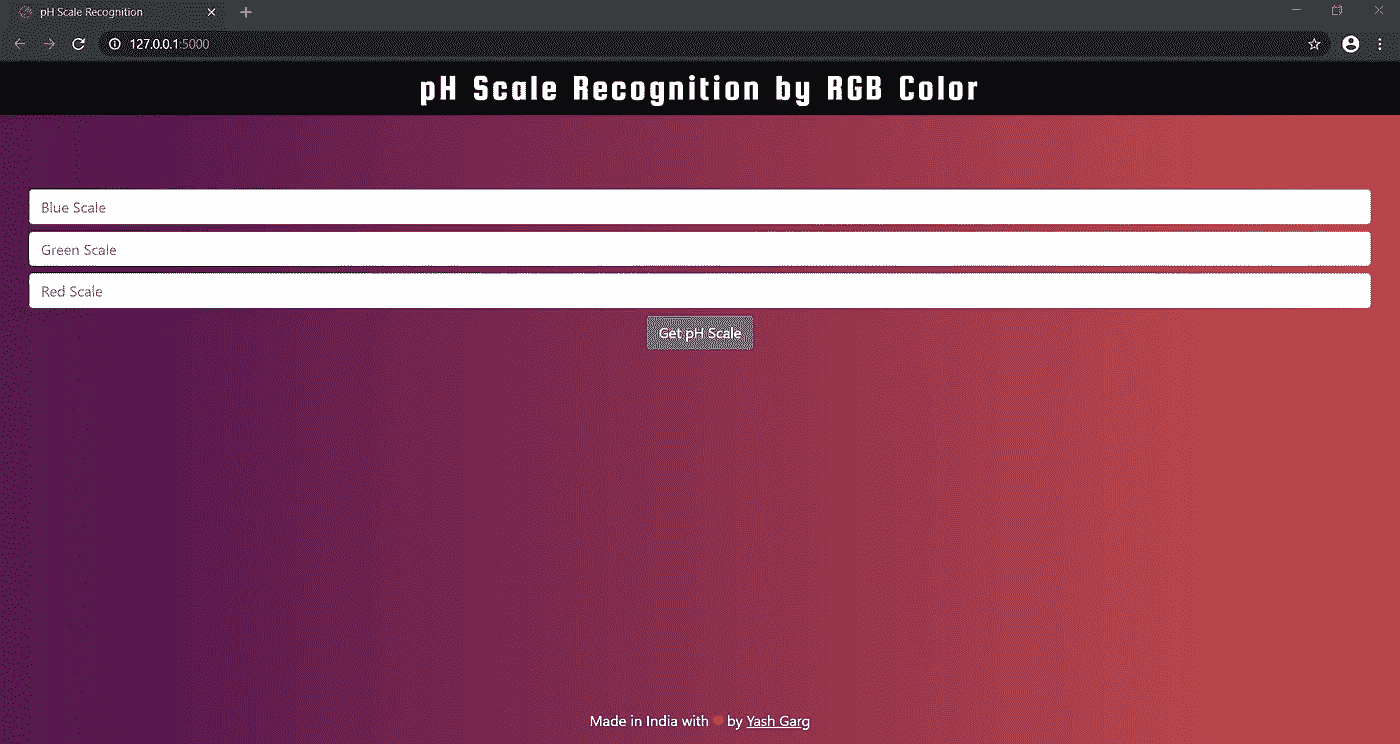 pH Scale Recognition
127.0.0.1:5000
pH Scale Recognition by RGB Color
Blue Scale
Green Scale
Red Scale
Get pH Scale
Made in India with ❤ by Yash Garg